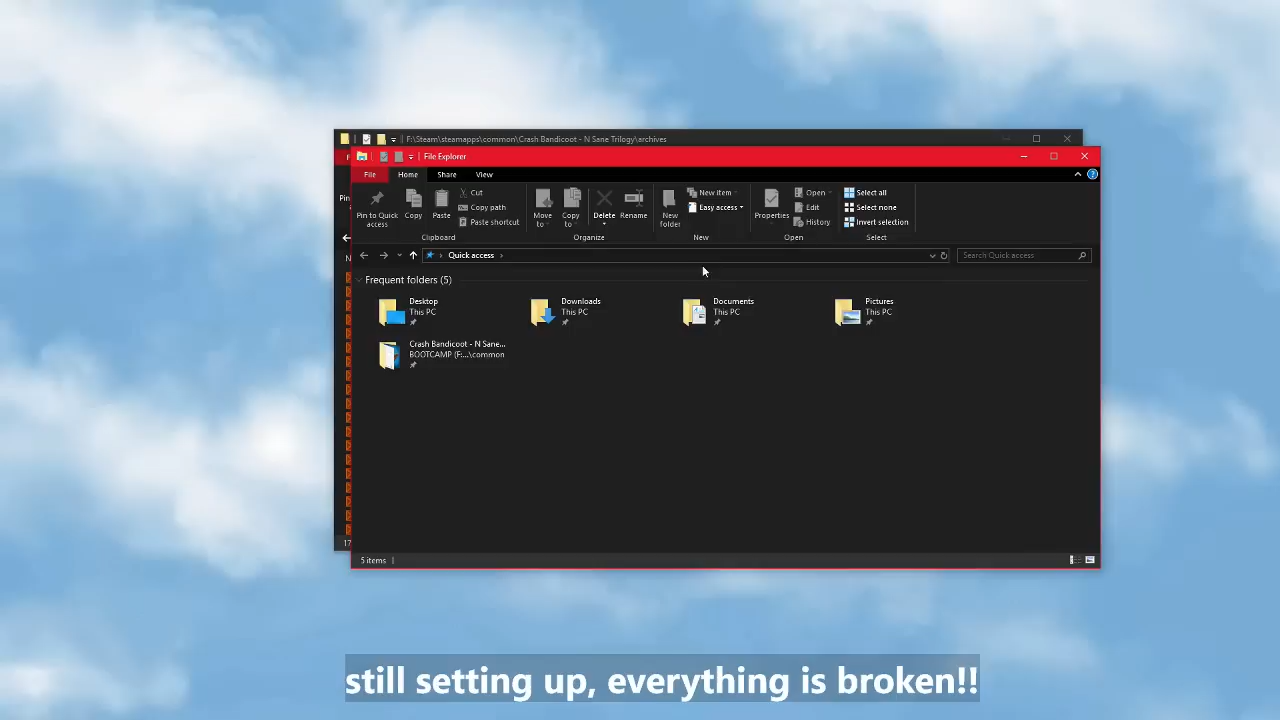 F:\Steam\steamapps\common\Crash Bandicoot - N Sane Trilogy\archives
File Explorer
File Home Share View
Pin to Quick access
Copy
Paste
Cut
Copy path
Paste shortcut
Clipboard
Move to
Copy to
Delete
Rename
Organize
New folder
New item
Easy access
New
Properties
Open
Edit
History
Open
Select all
Select none
Invert selection
Select
Quick access
Search Quick access
Frequent folders (5)
Desktop
This PC
Downloads
This PC
Documents
This PC
Pictures
This PC
Crash Bandicoot - N Sane...
BOOTCAMP (F:...\common
5 items
still setting up, everything is broken!!